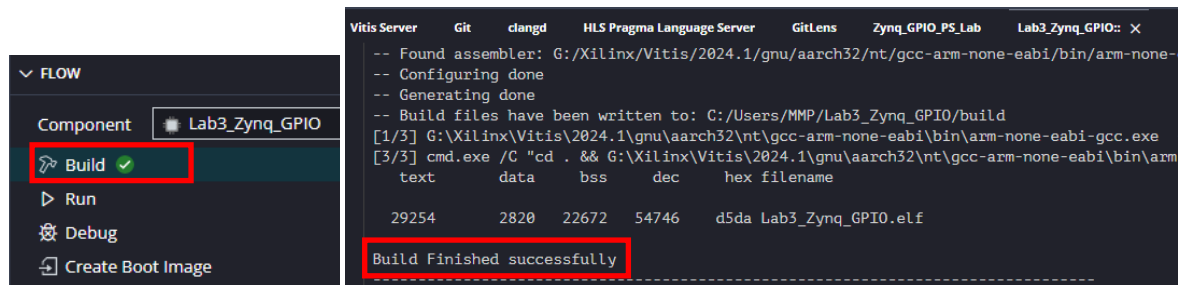 FLOW
Component Lab3_Zynq_GPIO
Build
Run
Debug
Create Boot Image
Vitis Server Git clangd HLS Pragma Language Server GitLens Zynq_GPIO_PS_Lab Lab3_Zynq_GPIO::
-- Found assembler: G:/Xilinx/Vitis/2024.1/gnu/aarch32/nt/gcc-arm-none-eabi/bin/arm-none-
-- Configuring done
-- Generating done
-- Build files have been written to: C:/Users/MMP/Lab3_Zynq_GPIO/build
[1/3] G:\Xilinx\Vitis\2024.1\gnu\aarch32\nt\gcc-arm-none-eabi\bin\arm-none-eabi-gcc.exe
[3/3] cmd.exe /C "cd . && G:\Xilinx\Vitis\2024.1\gnu\aarch32\nt\gcc-arm-none-eabi\bin\arm
text data bss dec hex filename
29254 2820 22672 54746 d5da Lab3_Zynq_GPIO.elf
Build Finished successfully